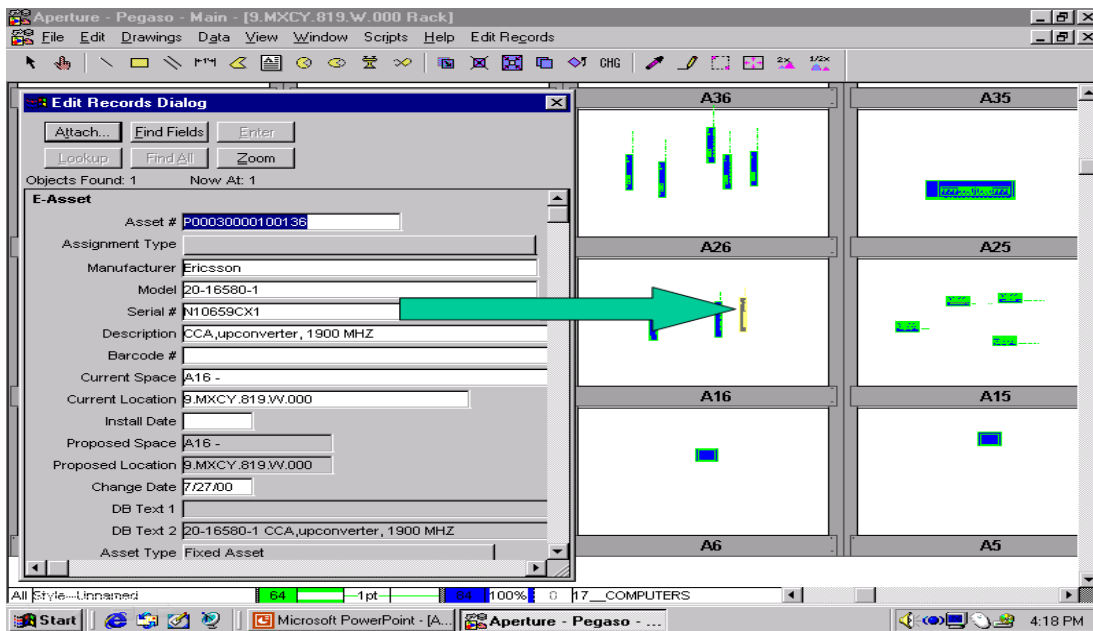 Aperture - Pegaso - Main - [9.MXCY.819.W.000 Rack]
File Edit Drawings Data View Window Scripts Help Edit Records
CHG 2x 1/2x
Edit Records Dialog
Attach... Find Fields Enter
Lookup Find All Zoom
Objects Found: 1 Now At: 1
E-Asset
Asset # P00030000100136
Assignment Type
Manufacturer Ericsson
Model 20-16580-1
Serial # N10659CX1
Description CCA,upconverter, 1900 MHZ
Barcode #
Current Space A16 -
Current Location 9.MXCY.819.W.000
Install Date
Proposed Space A16 -
Proposed Location 9.MXCY.819.W.000
Change Date 7/27/00
DB Text 1
DB Text 2 20-16580-1 CCA,upconverter, 1900 MHZ
Asset Type Fixed Asset
A36 A35
A26 A25
A16 A15
A6 A5
All Style--Unnamed 64 1pt 84 100% 0 17__COMPUTERS
Start Microsoft PowerPoint - [A... Aperture - Pegaso - ... 4:18 PM